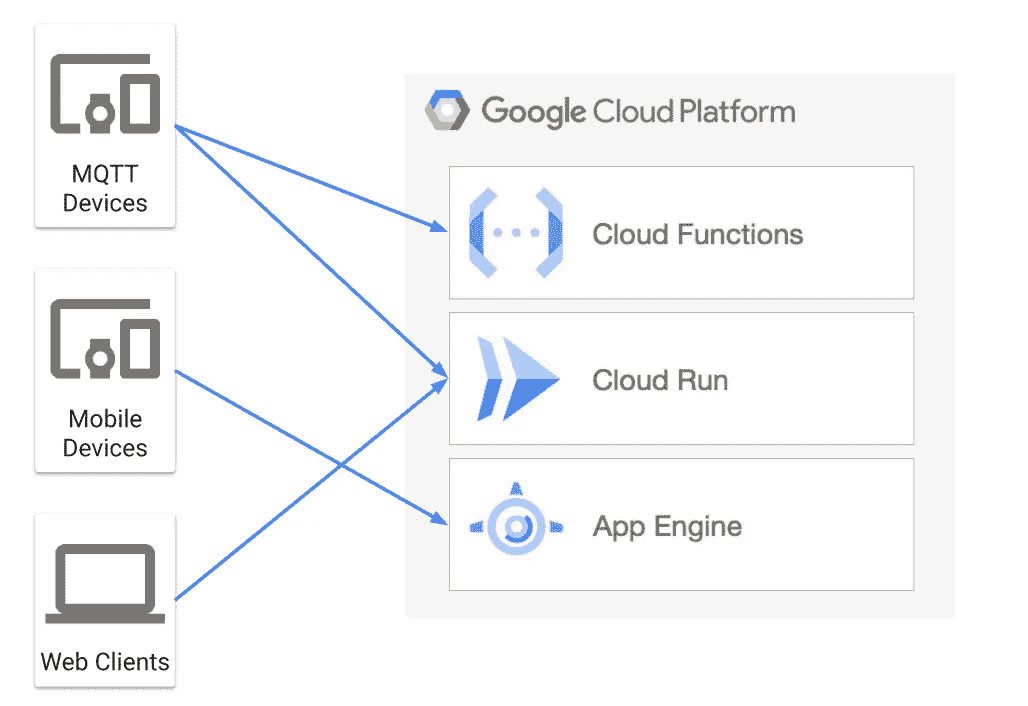 MQTT
Devices
Mobile
Devices
Web Clients
Google Cloud Platform
Cloud Functions
Cloud Run
App Engine